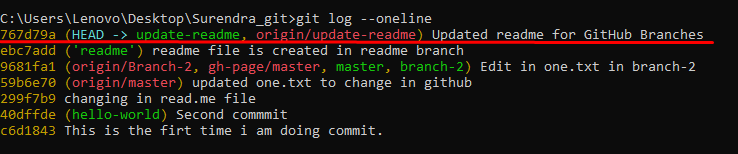 C:\Users\Lenovo\Desktop\Surendra_git>git log --oneline
767d79a (HEAD -> update-readme, origin/update-readme) Updated readme for GitHub Branches
ebc7add ('readme') readme file is created in readme branch
9681fa1 (origin/Branch-2, gh-page/master, master, branch-2) Edit in one.txt in branch-2
59b6e70 (origin/master) updated one.txt to change in github
299f7b9 changing in read.me file
40dffde (hello-world) Second commmit
c6d1843 This is the firt time i am doing commit.